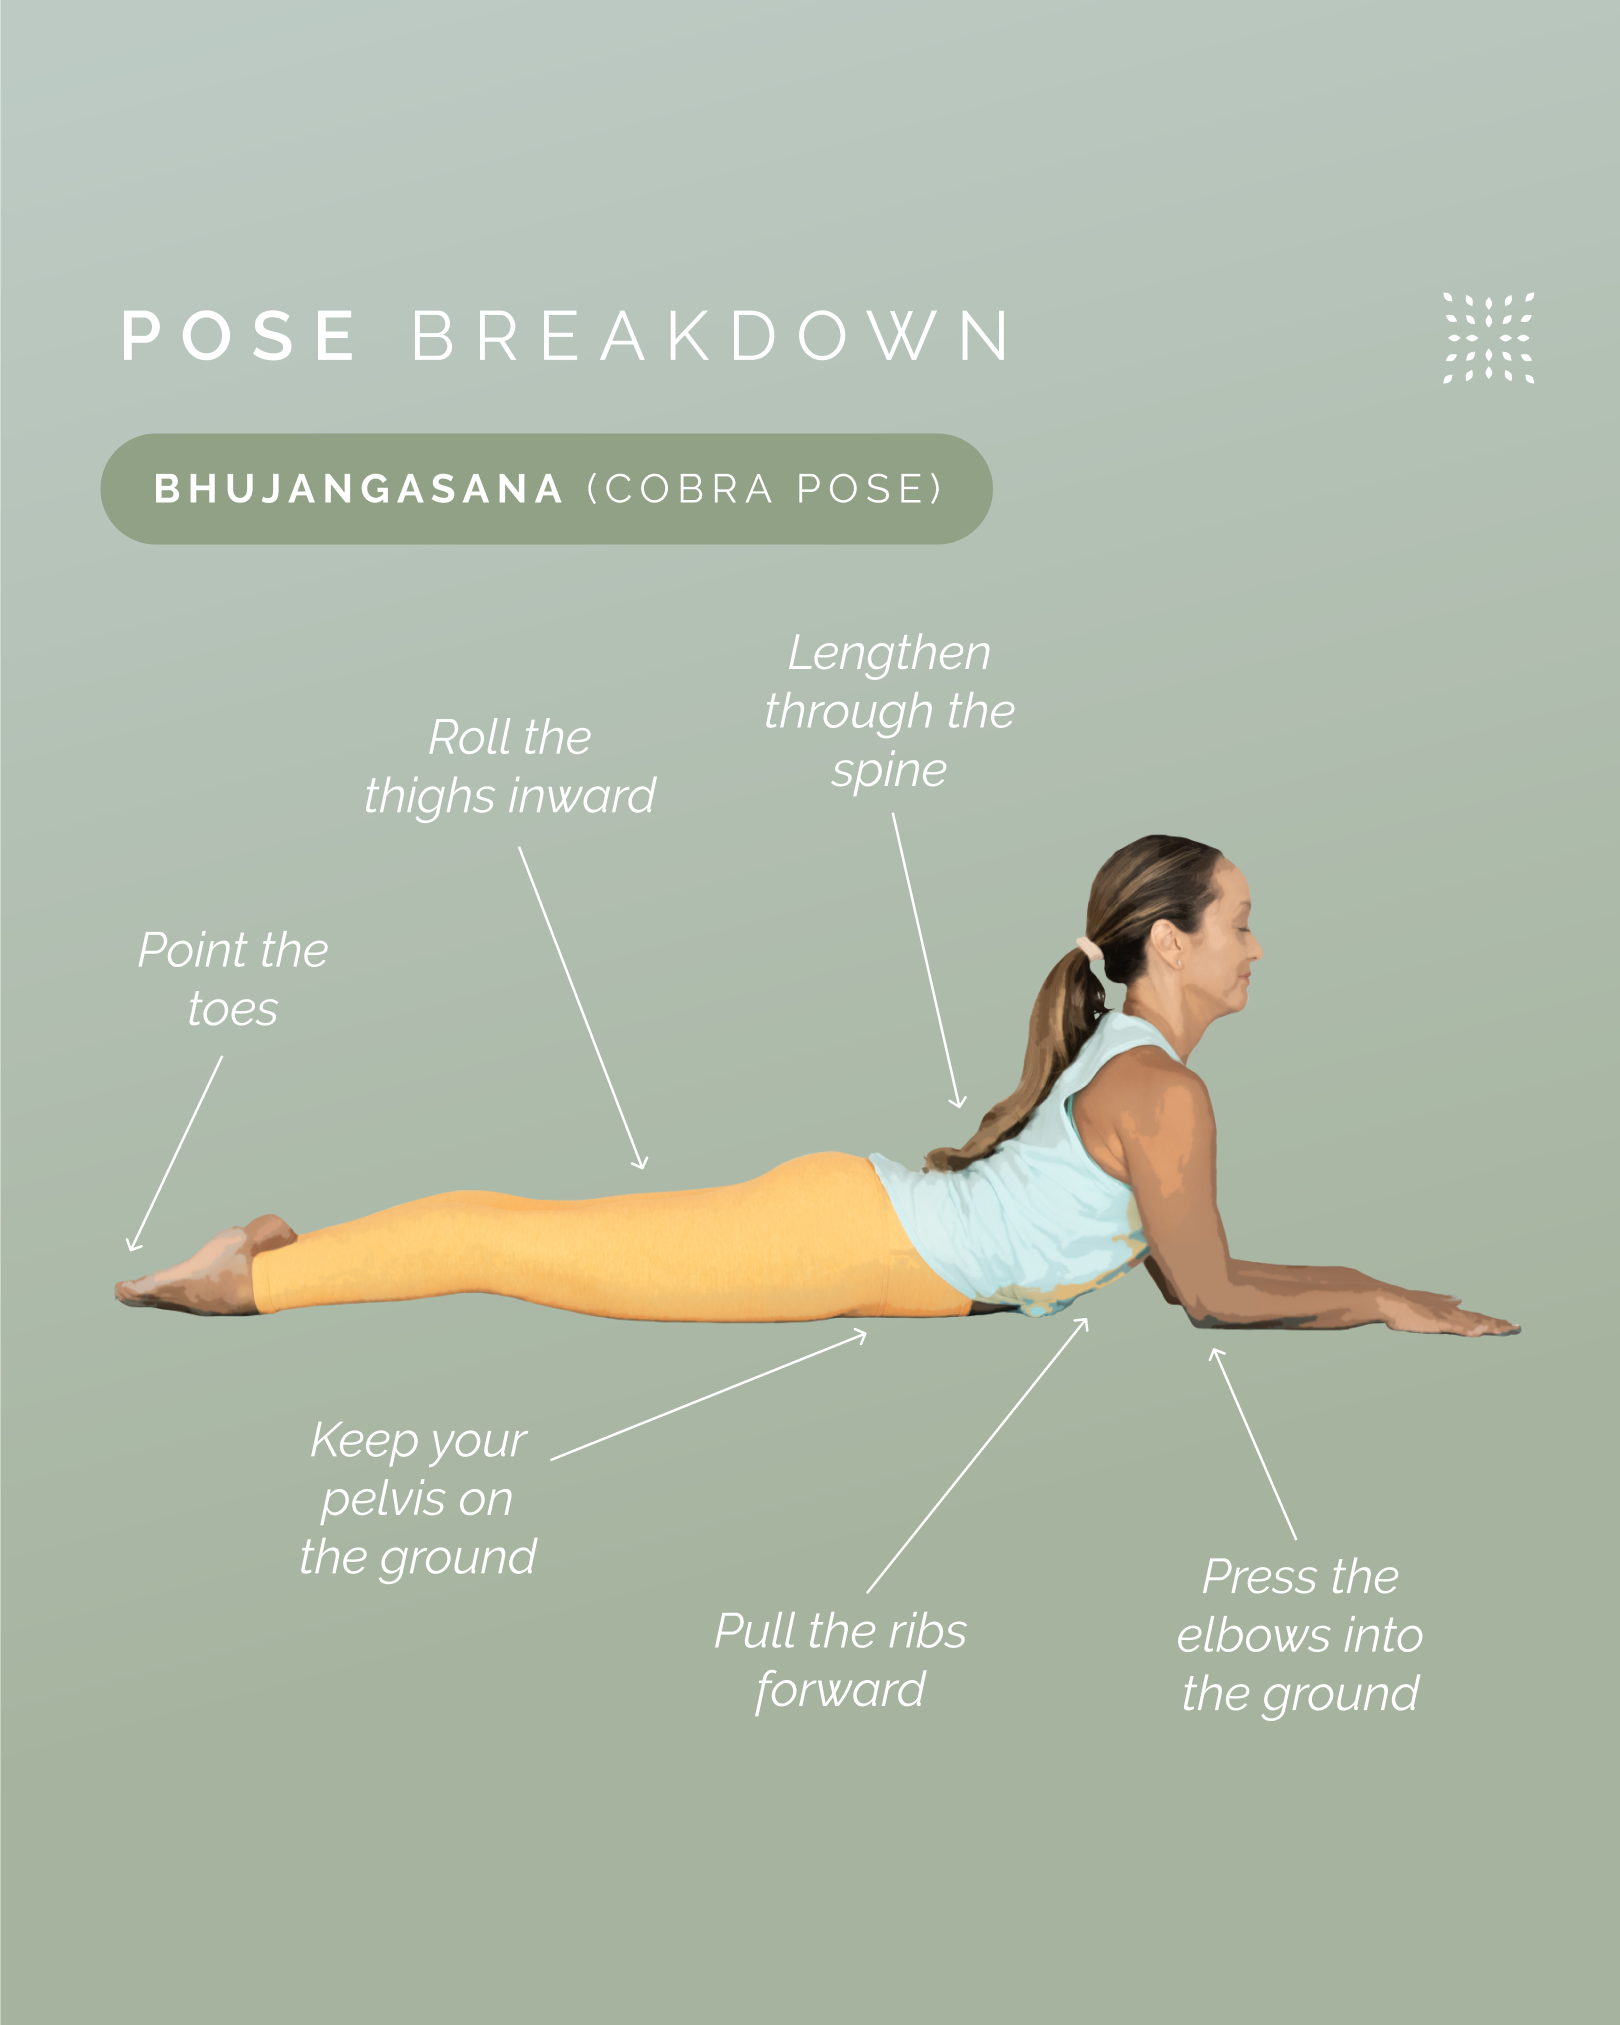 POSE BREAKDOWN
BHUJANGASANA (COBRA POSE)
Lengthen
through the
spine
Roll the
thighs inward
Point the
toes
Keep your
pelvis on
the ground
Pull the ribs
forward
Press the
elbows into
the ground